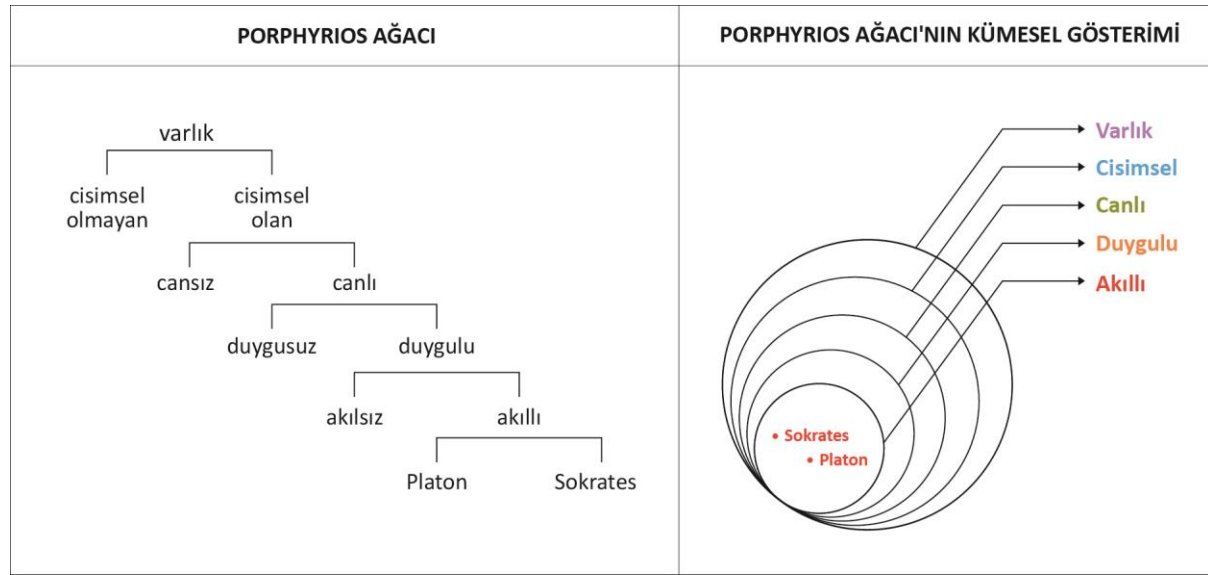 PORPHYRIOS AĞACI
varlık
cisimsel olmayan
cisimsel olan
cansız
canlı
duygusuz
duygulu
akılsız
akıllı
Platon
Sokrates
PORPHYRIOS AĞACI'NIN KÜMESEL GÖSTERİMİ
Varlık
Cisimsel
Canlı
Duygulu
Akıllı
• Sokrates
• Platon